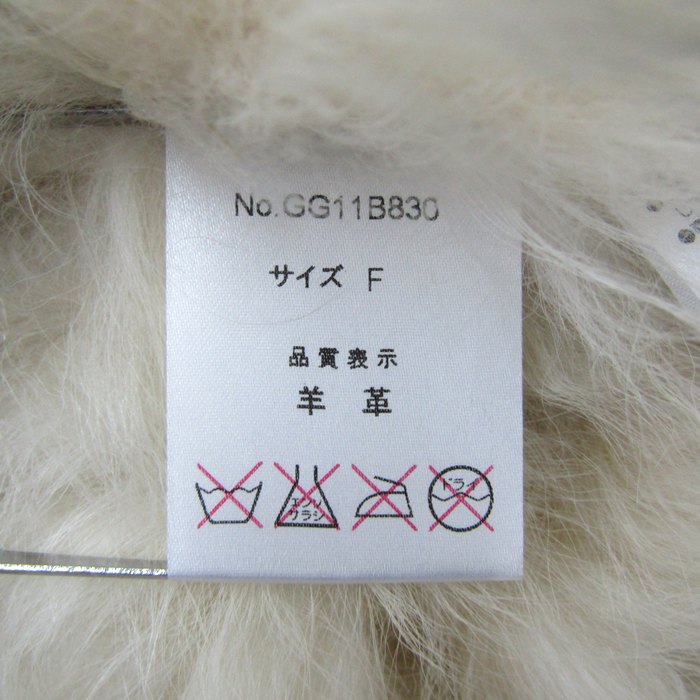 No.GG11B830
サイズ F
品質表示
羊 革
エンソ
サラシ
ドライ